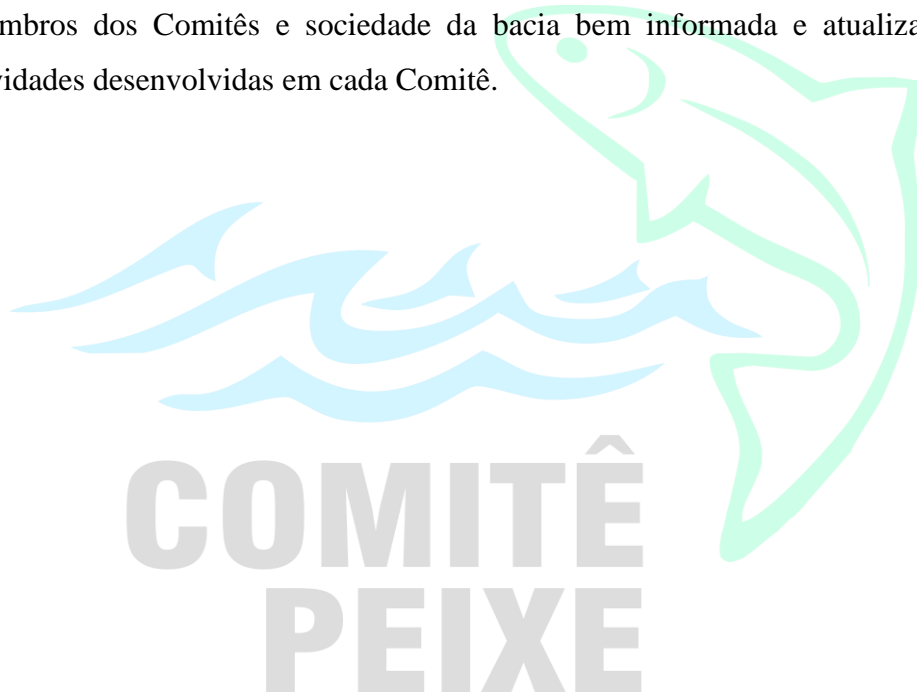 mbros dos Comitês e sociedade da bacia bem informada e atualiza
vidades desenvolvidas em cada Comitê.
COMITÊ
PEIXE